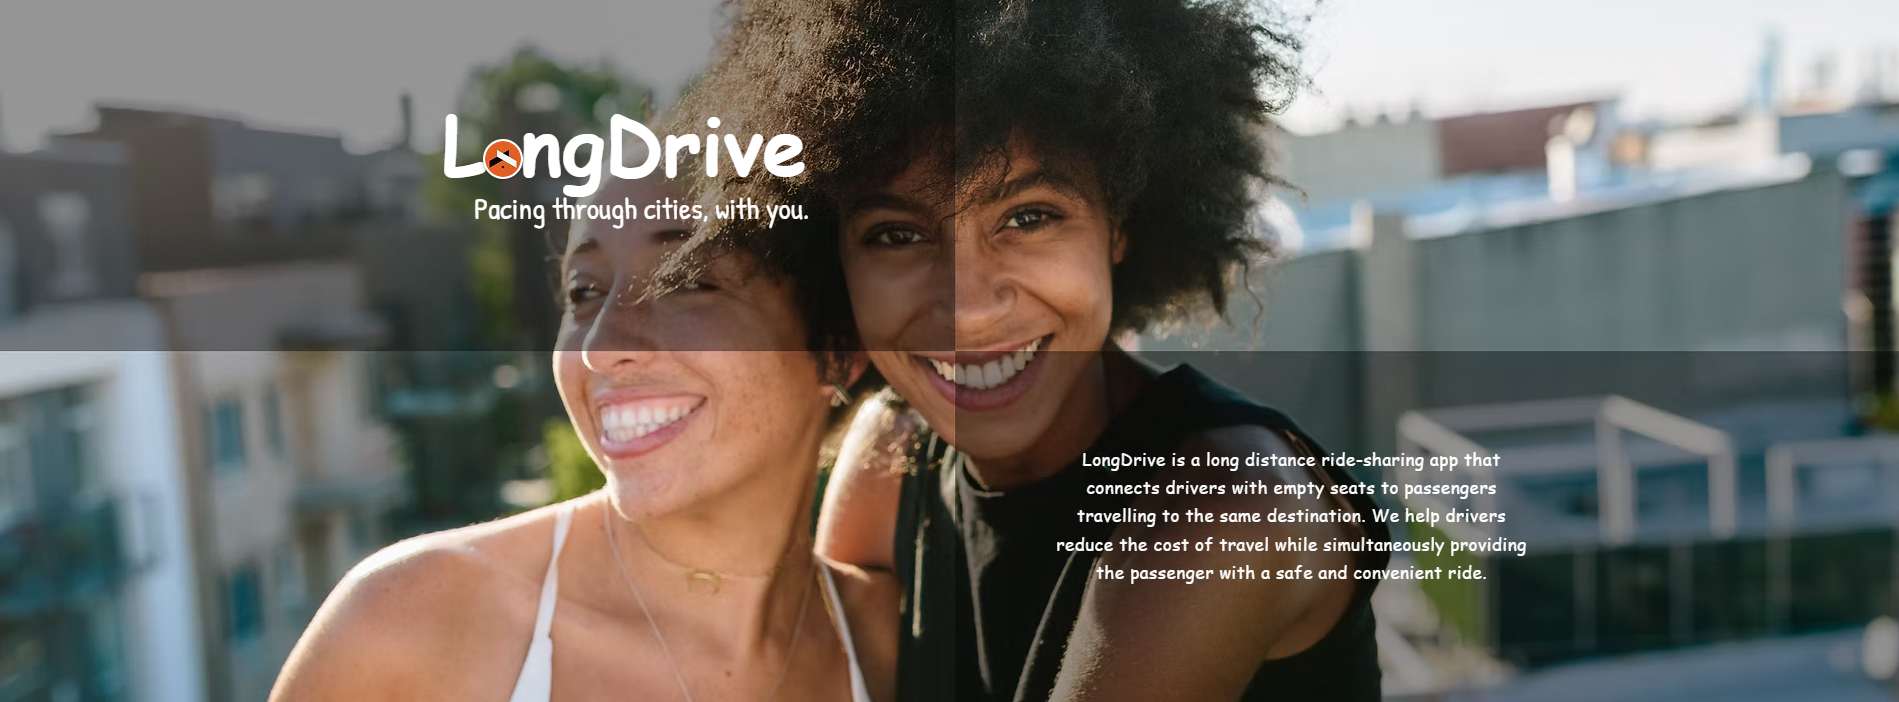 LongDrive
Pacing through cities, with you.
LongDrive is a long distance ride-sharing app that
connects drivers with empty seats to passengers
travelling to the same destination. We help drivers
reduce the cost of travel while simultaneously providing
the passenger with a safe and convenient ride.